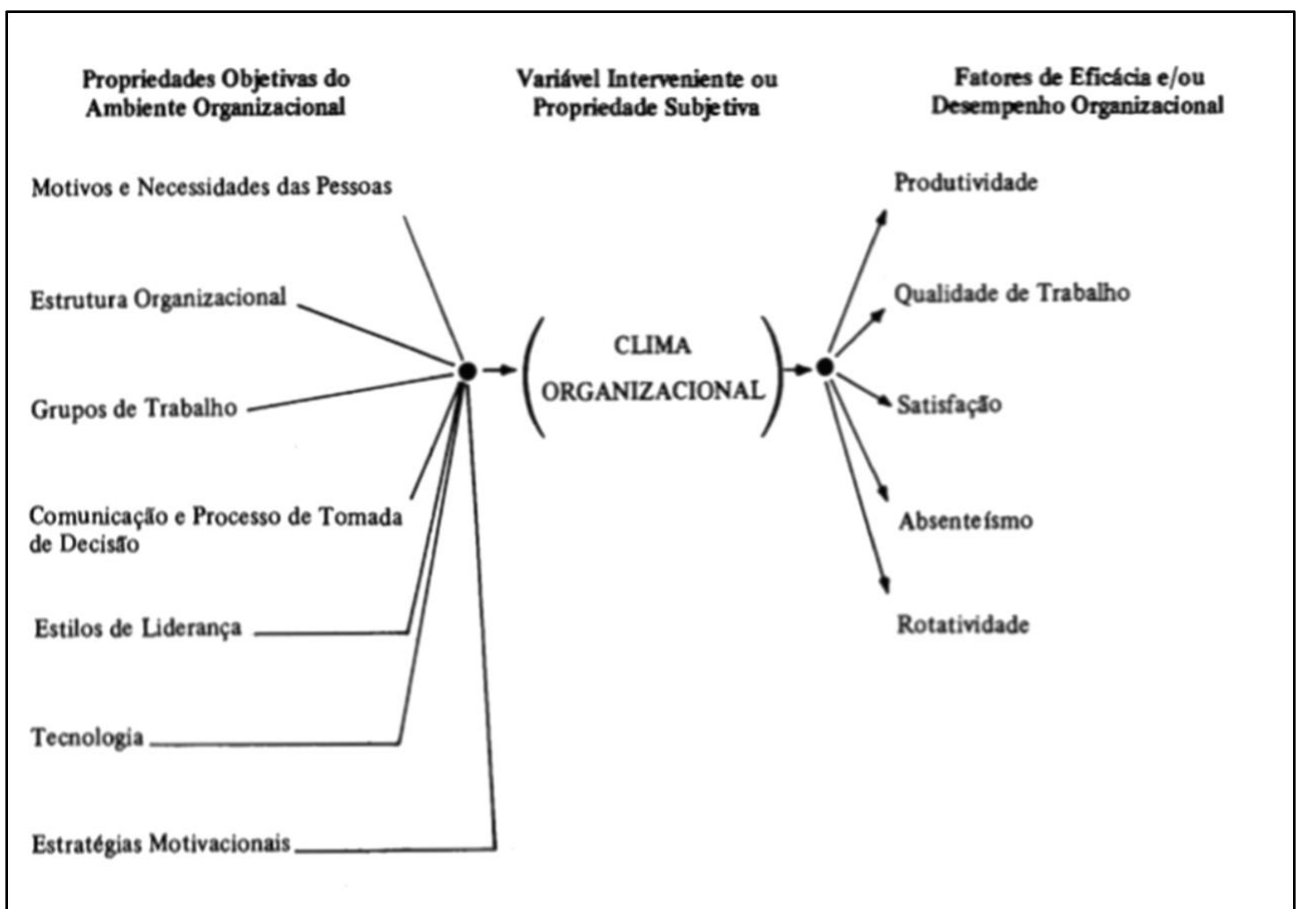 Propriedades Objetivas do
Ambiente Organizacional
Variável Interveniente ou
Propriedade Subjetiva
Fatores de Eficácia e/ou
Desempenho Organizacional
Motivos e Necessidades das Pessoas
Estrutura Organizacional
Grupos de Trabalho
Comunicação e Processo de Tomada
de Decisão
Estilos de Liderança
Tecnologia
Estratégias Motivacionais
CLIMA
ORGANIZACIONAL
Produtividade
Qualidade de Trabalho
Satisfação
Absenteísmo
Rotatividade